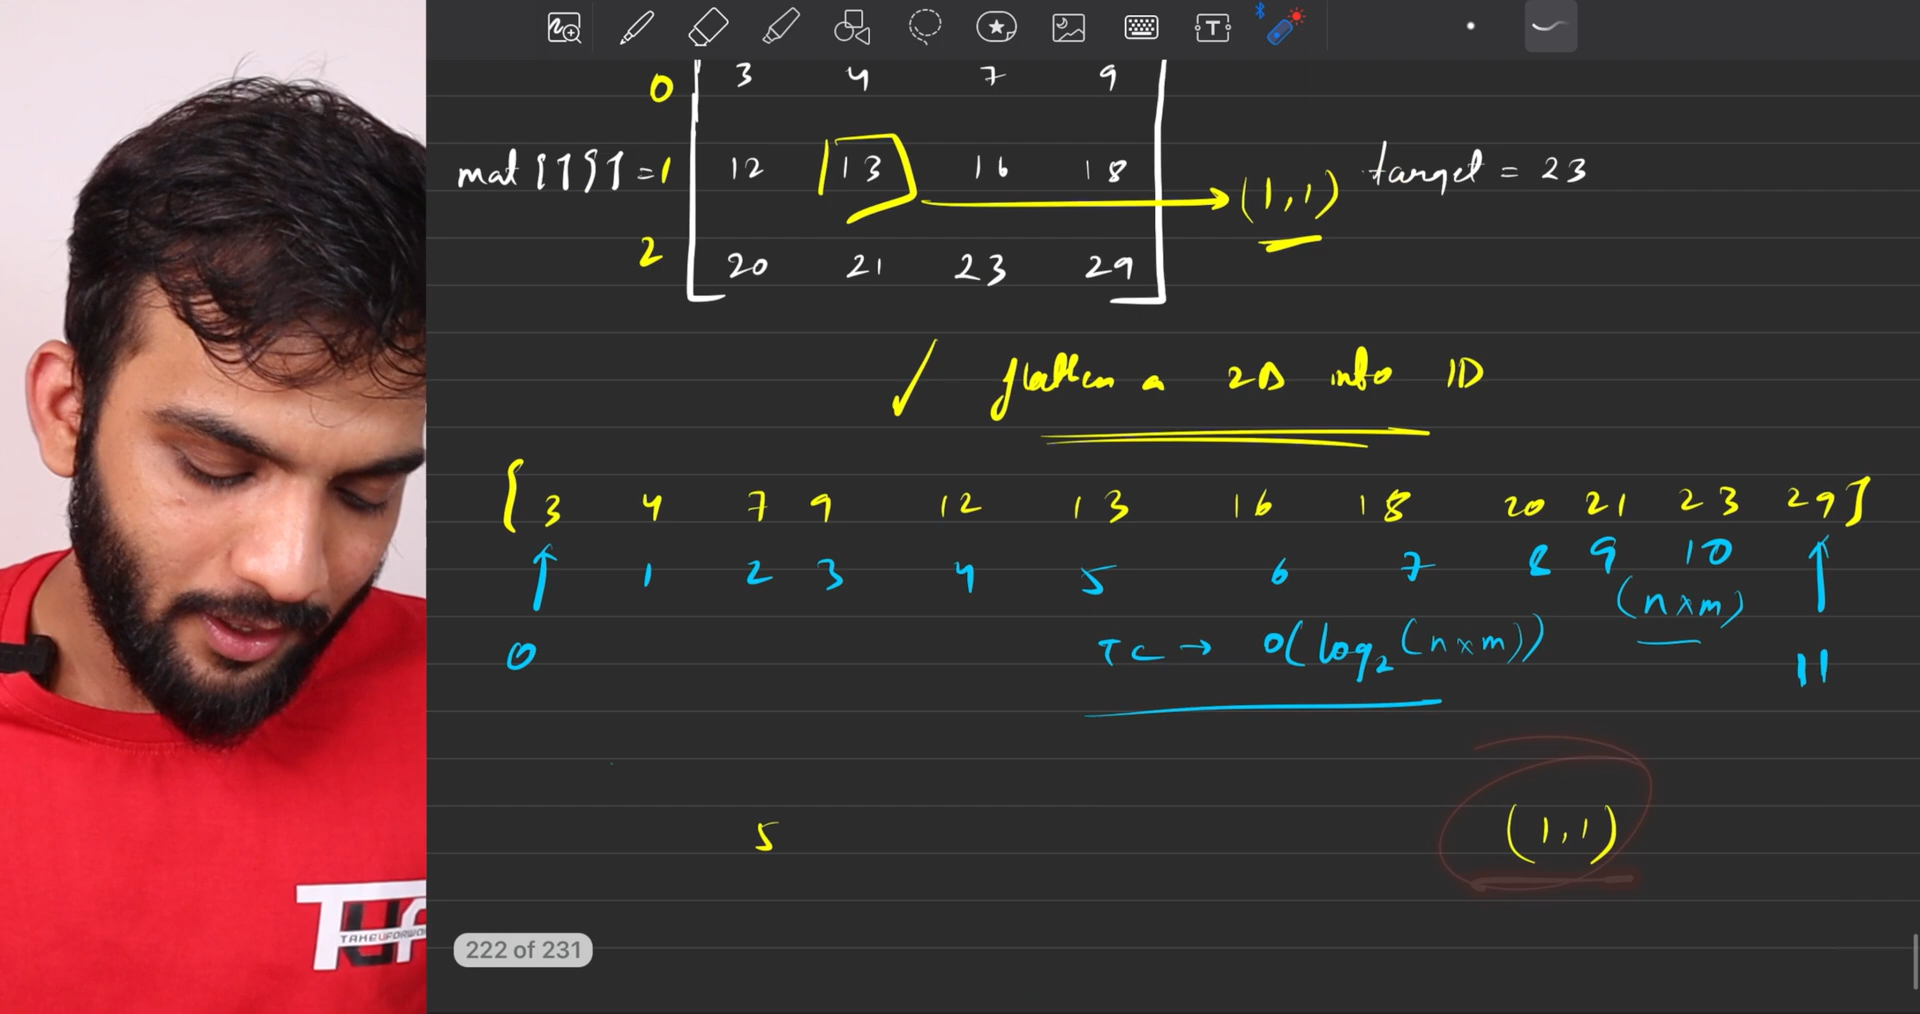 0 3 4 7 9
mat [][] = 1 12 13 16 18 (1,1) target = 23
2 20 21 23 29
✓ flatten a 2D into 1D
[ 3 4 7 9 12 13 16 18 20 21 23 29 ]
1 2 3 4 5 6 7 8 9 10
(n x m)
0 TC → O(log₂(n x m)) 11
5 (1,1)
TUF
TAKEUFORWA
222 of 231